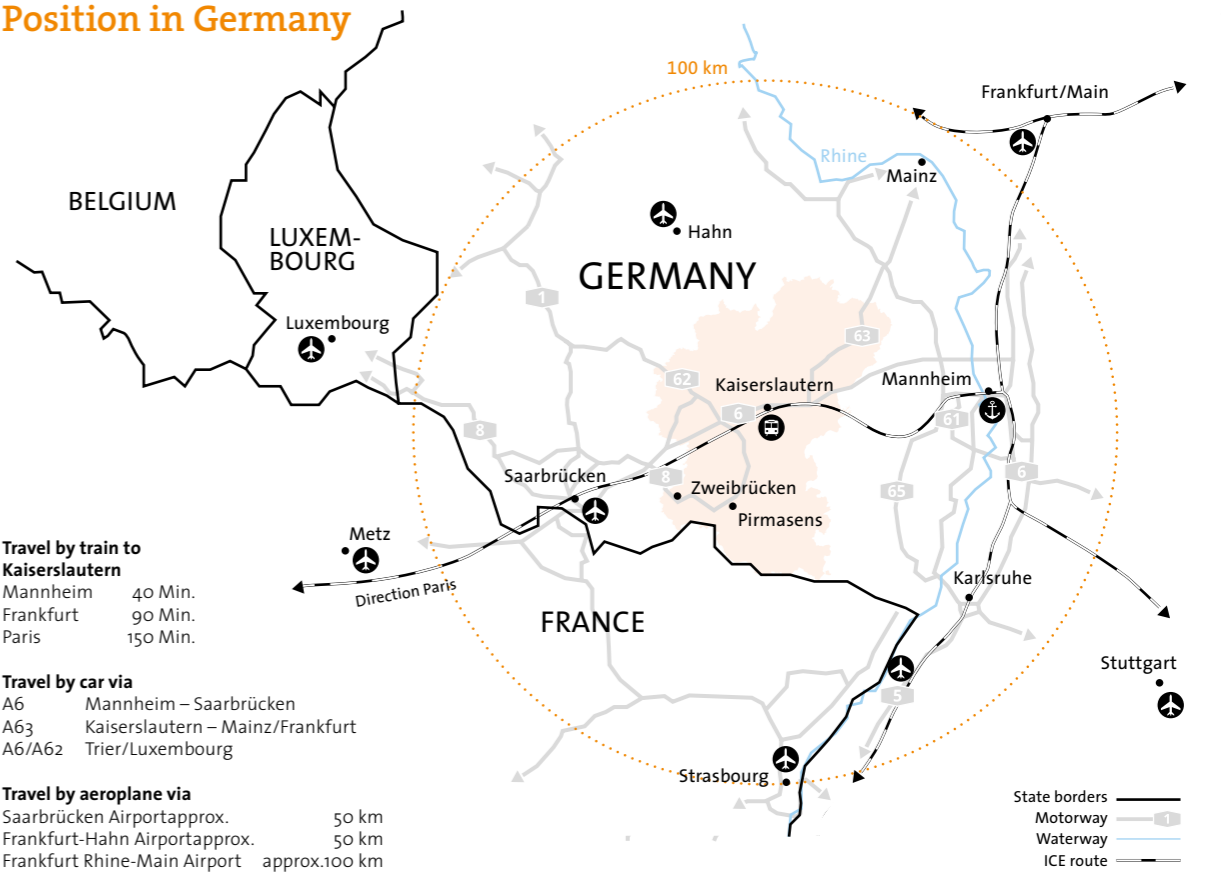 Position in Germany
100 km
Frankfurt/Main
Rhine
Mainz
BELGIUM
LUXEM-
BOURG
Hahn
GERMANY
1
Luxembourg
63
62
Kaiserslautern
Mannheim
6
61
8
Saarbrücken
8
Zweibrücken
65
6
Pirmasens
Metz
Direction Paris
Karlsruhe
FRANCE
Stuttgart
5
Strasbourg
Travel by train to
Kaiserslautern
Mannheim 40 Min.
Frankfurt 90 Min.
Paris 150 Min.
Travel by car via
A6 Mannheim – Saarbrücken
A63 Kaiserslautern – Mainz/Frankfurt
A6/A62 Trier/Luxembourg
Travel by aeroplane via
Saarbrücken Airportapprox. 50 km
Frankfurt-Hahn Airportapprox. 50 km
Frankfurt Rhine-Main Airport approx.100 km
State borders
Motorway 1
Waterway
ICE route